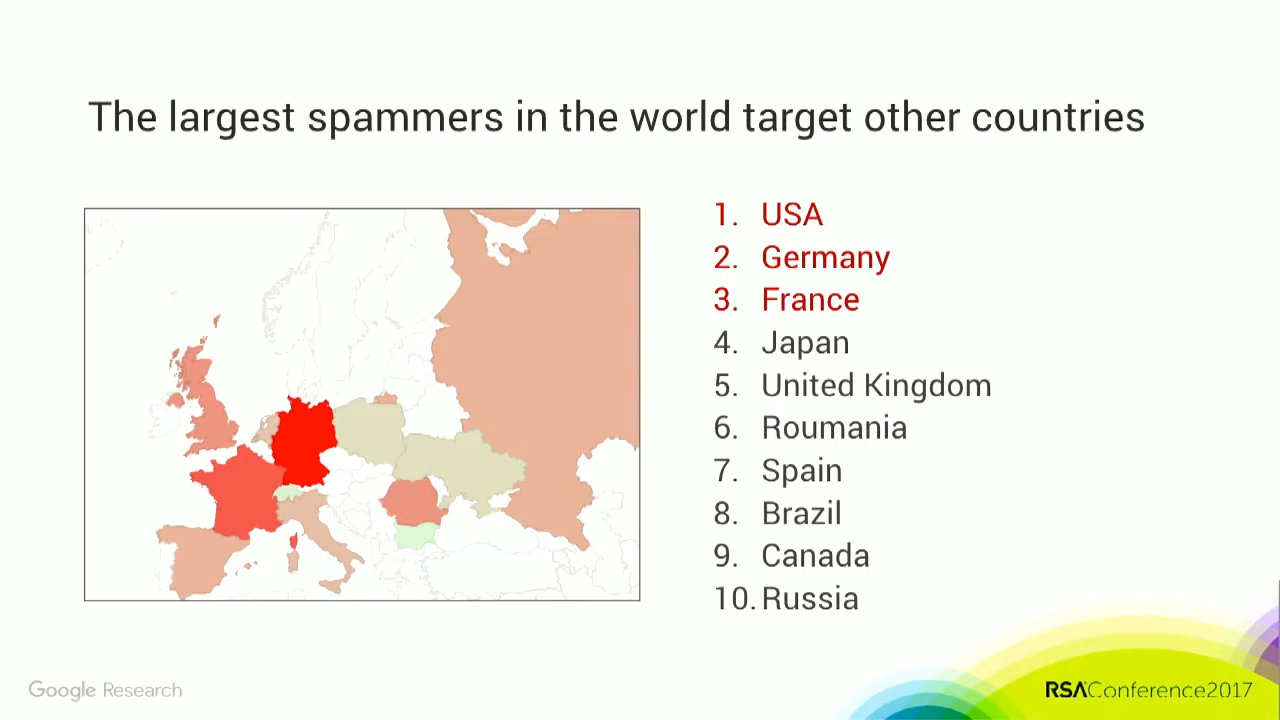 The largest spammers in the world target other countries
1. USA
2. Germany
3. France
4. Japan
5. United Kingdom
6. Roumania
7. Spain
8. Brazil
9. Canada
10. Russia
Google Research
RSAConference2017